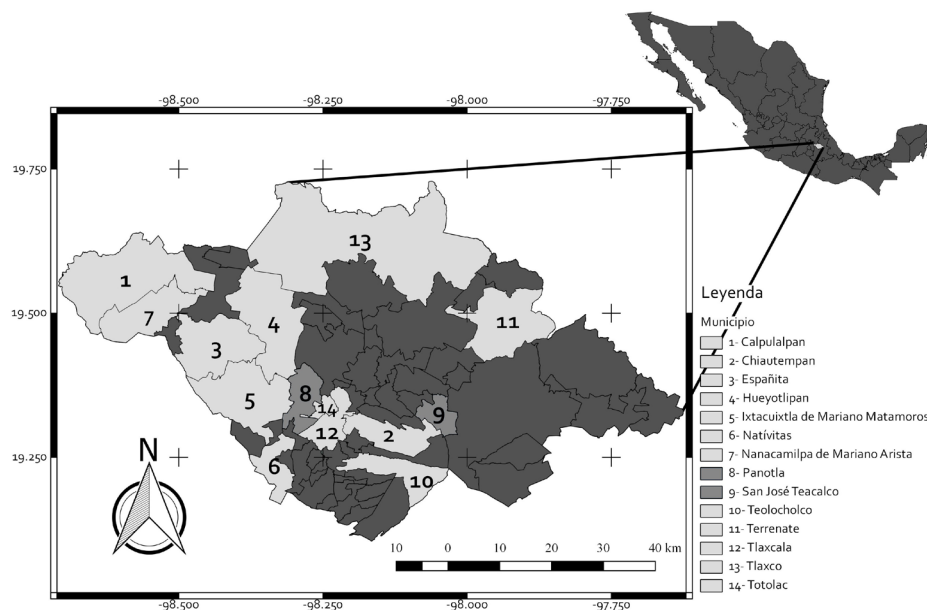 -98.500 -98.250 -98.000 -97.750
19.750
19.500
19.250
13
1
7
4
11
3
8
5
14
9
12
2
6
10
N
10 0 10 20 30 40 km
-98.500 -98.250 -98.000 -97.750
Leyenda
Municipio
1- Calpulalpan
2- Chiautempan
3- Españita
4- Hueyotlipan
5- Ixtacuixtla de Mariano Matamoros
6- Natívitas
7- Nanacamilpa de Mariano Arista
8- Panotla
9- San José Teacalco
10- Teolocholco
11- Terrenate
12- Tlaxcala
13- Tlaxco
14- Totolac